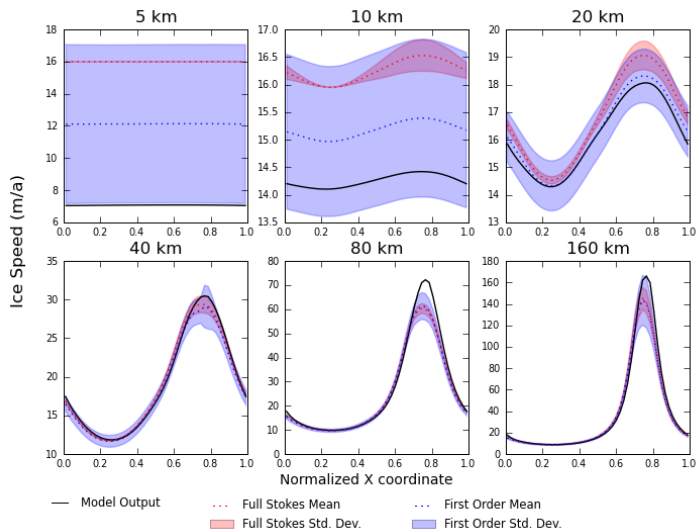 5 km
10 km
20 km
18
16
14
12
10
8
6
0.0 0.2 0.4 0.6 0.8 1.0
17.0
16.5
16.0
15.5
15.0
14.5
14.0
13.5
0.0 0.2 0.4 0.6 0.8 1.0
20
19
18
17
16
15
14
13
0.0 0.2 0.4 0.6 0.8 1.0
Ice Speed (m/a)
40 km
80 km
160 km
35
30
25
20
15
10
0.0 0.2 0.4 0.6 0.8 1.0
80
70
60
50
40
30
20
10
0
0.0 0.2 0.4 0.6 0.8 1.0
180
160
140
120
100
80
60
40
20
0
0.0 0.2 0.4 0.6 0.8 1.0
Normalized X coordinate
Model Output
Full Stokes Mean
First Order Mean
Full Stokes Std. Dev.
First Order Std. Dev.